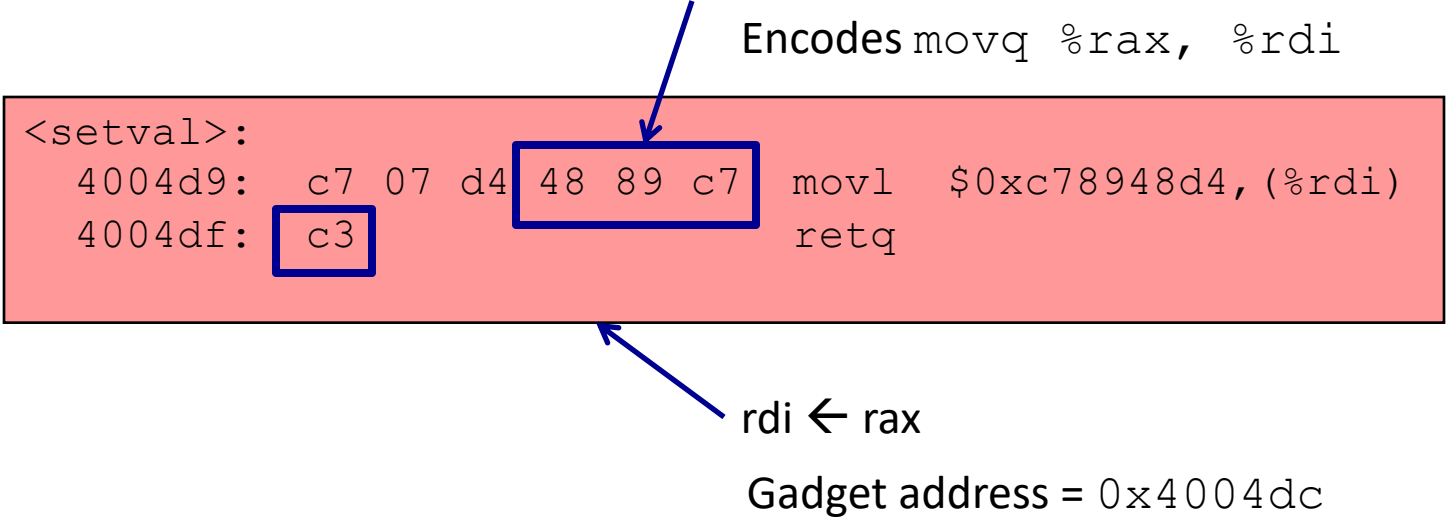 Encodes movq %rax, %rdi
<setval>:
4004d9: c7 07 d4 48 89 c7 movl $0xc78948d4,(%rdi)
4004df: c3 retq
rdi ← rax
Gadget address = 0x4004dc